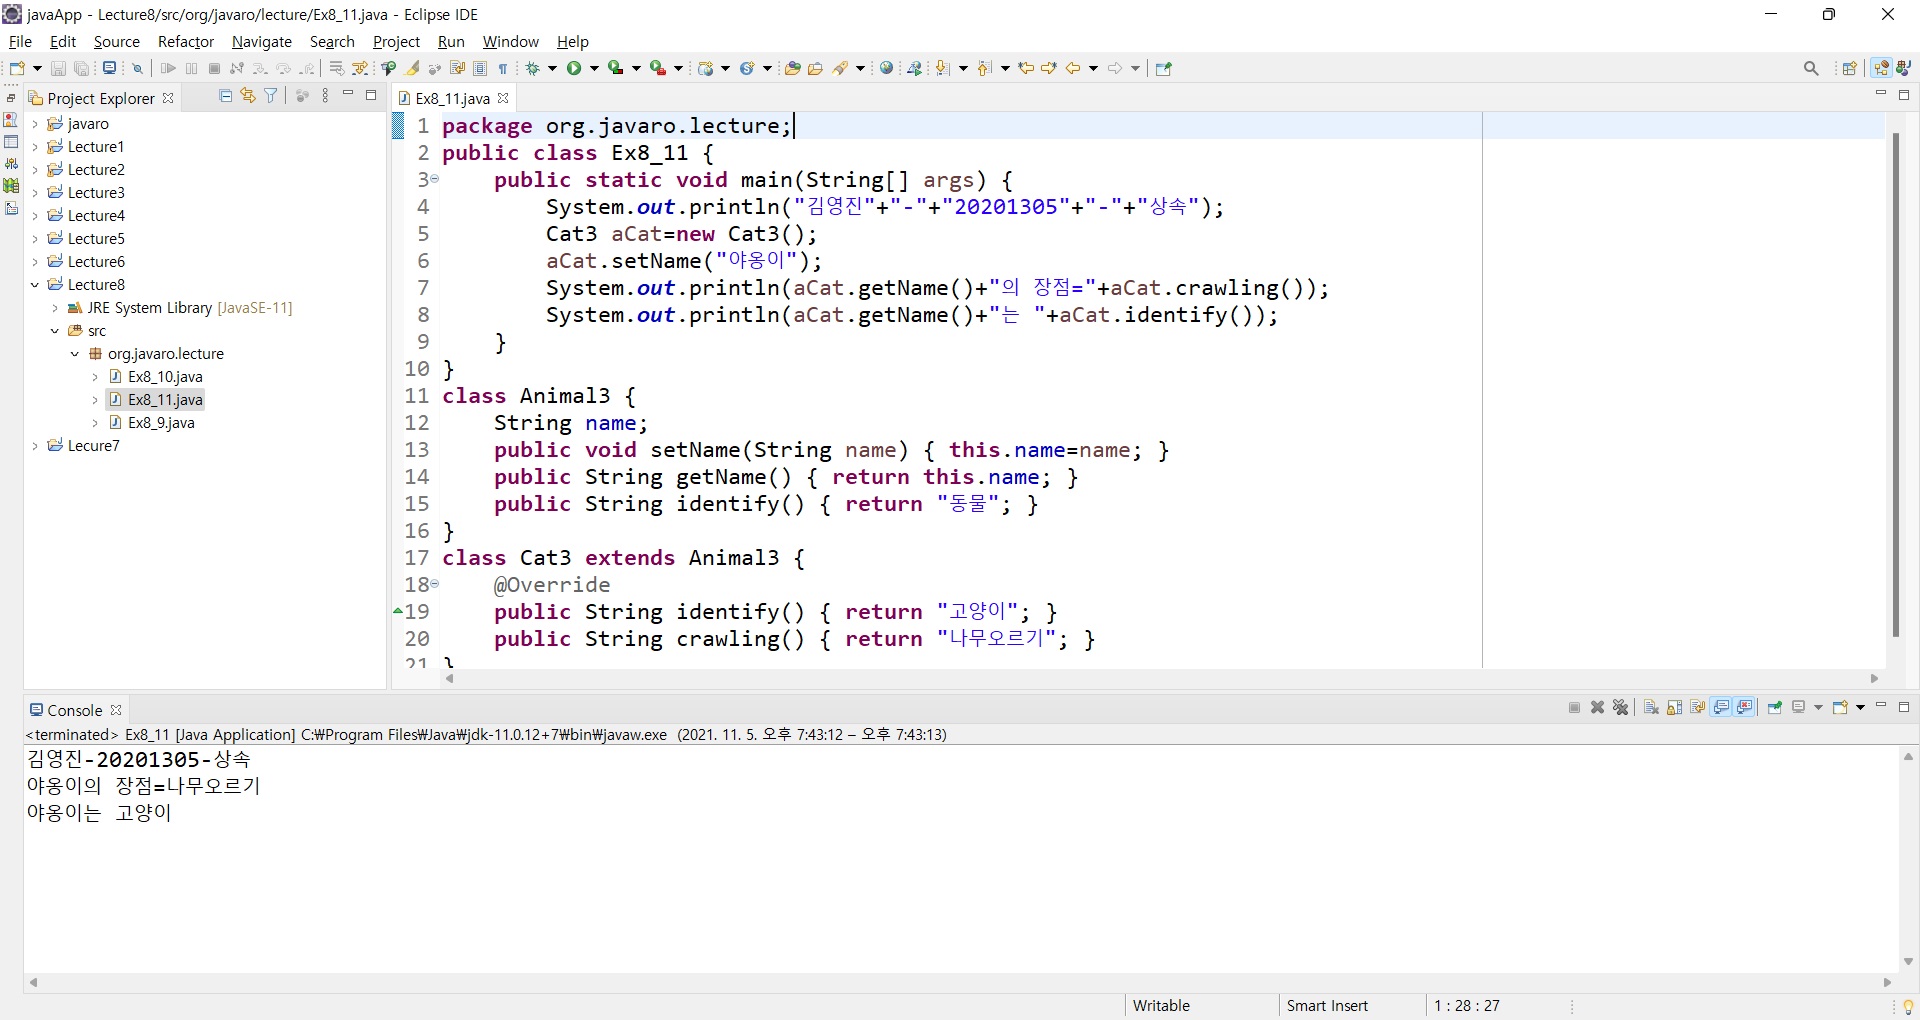 javaApp - Lecture8/src/org/javaro/lecture/Ex8_11.java - Eclipse IDE
File Edit Source Refactor Navigate Search Project Run Window Help
Project Explorer
javaro
Lecture1
Lecture2
Lecture3
Lecture4
Lecture5
Lecture6
Lecture8
JRE System Library [JavaSE-11]
src
org.javaro.lecture
Ex8_10.java
Ex8_11.java
Ex8_9.java
Lecure7
Ex8_11.java
1 package org.javaro.lecture;
2 public class Ex8_11 {
3 public static void main(String[] args) {
4 System.out.println("김영진"+"-"+"20201305"+"-"+"상속");
5 Cat3 aCat=new Cat3();
6 aCat.setName("야옹이");
7 System.out.println(aCat.getName()+"의 장점="+aCat.crawling());
8 System.out.println(aCat.getName()+"는 "+aCat.identify());
9 }
10 }
11 class Animal3 {
12 String name;
13 public void setName(String name) { this.name=name; }
14 public String getName() { return this.name; }
15 public String identify() { return "동물"; }
16 }
17 class Cat3 extends Animal3 {
18 @Override
19 public String identify() { return "고양이"; }
20 public String crawling() { return "나무오르기"; }
21 }
Console
<terminated> Ex8_11 [Java Application] C:₩Program Files₩Java₩jdk-11.0.12+7₩bin₩javaw.exe (2021. 11. 5. 오후 7:43:12 – 오후 7:43:13)
김영진-20201305-상속
야옹이의 장점=나무오르기
야옹이는 고양이
Writable Smart Insert 1 : 28 : 27